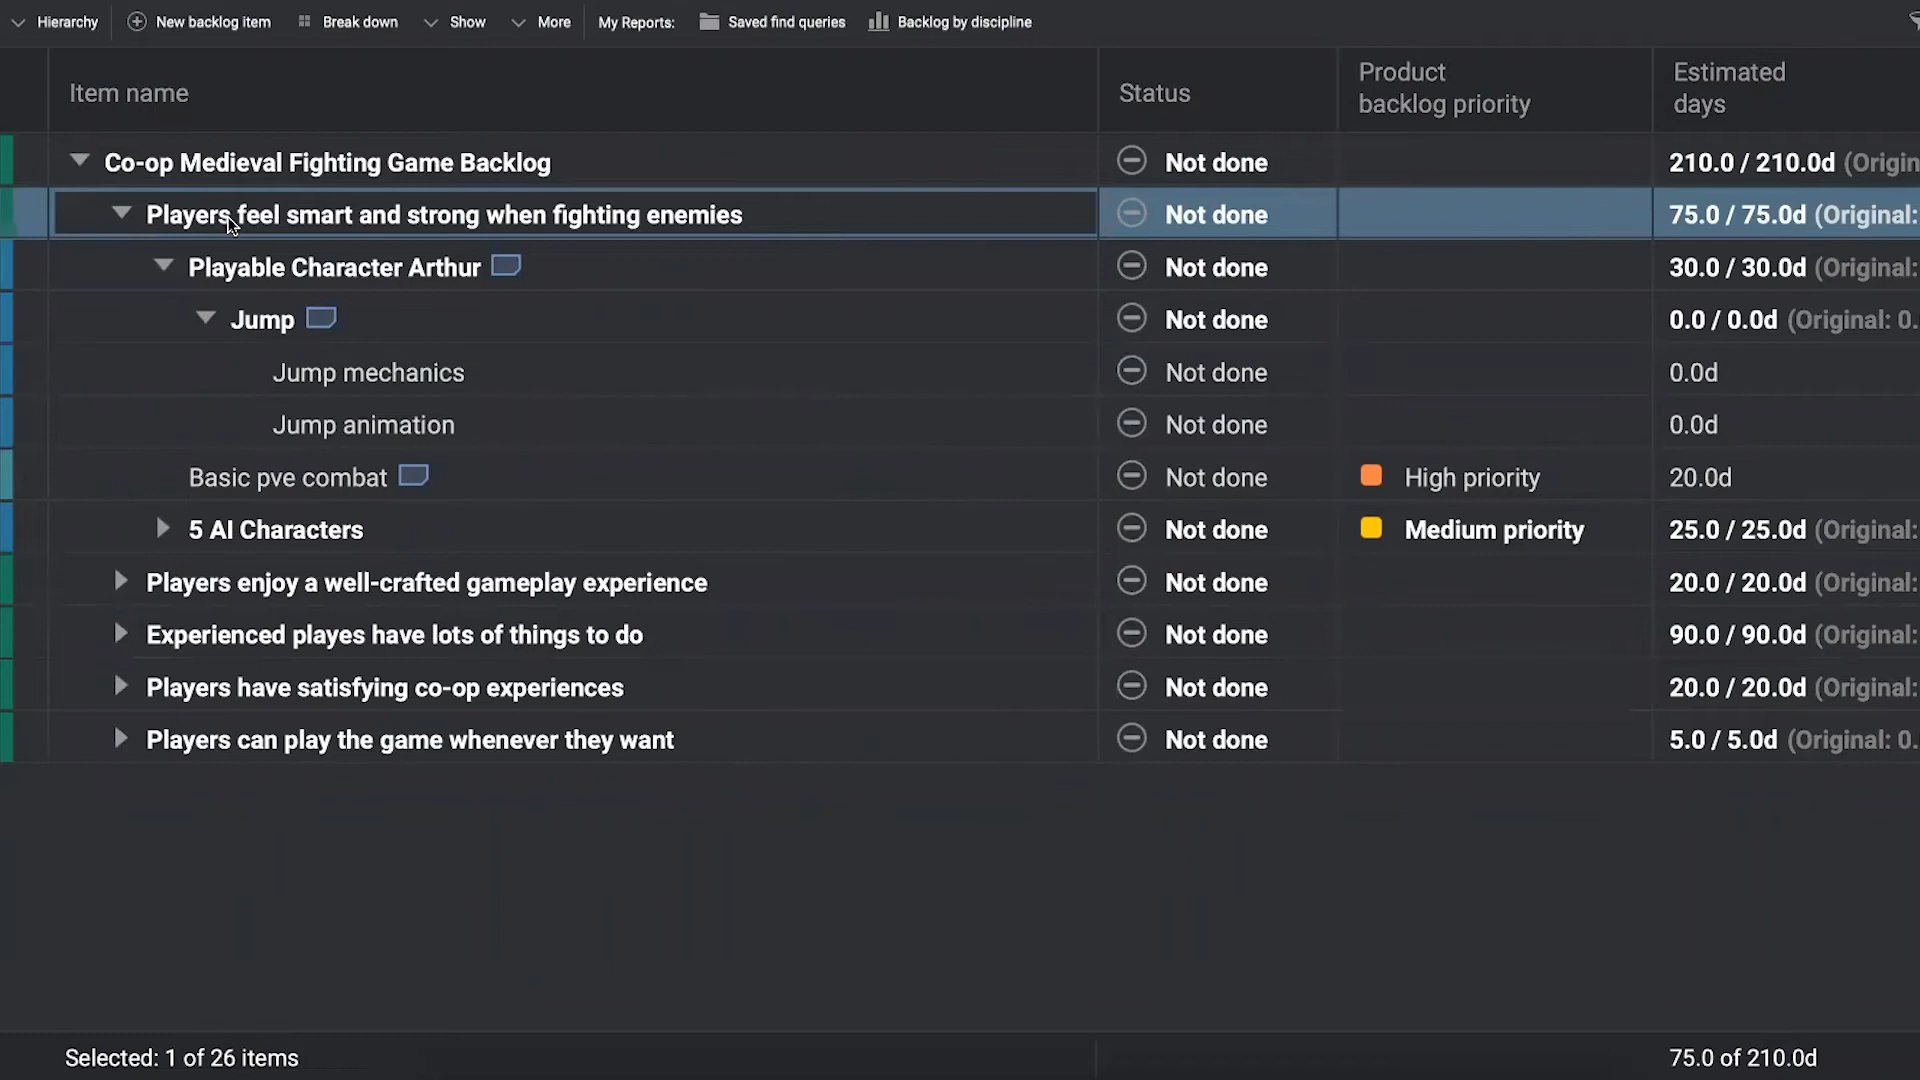 Hierarchy New backlog item Break down Show More My Reports: Saved find queries Backlog by discipline
Item name Status Product backlog priority Estimated days
Co-op Medieval Fighting Game Backlog Not done 210.0 / 210.0d (Origin
Players feel smart and strong when fighting enemies Not done 75.0 / 75.0d (Original:
Playable Character Arthur Not done 30.0 / 30.0d (Original:
Jump Not done 0.0 / 0.0d (Original: 0.
Jump mechanics Not done 0.0d
Jump animation Not done 0.0d
Basic pve combat Not done High priority 20.0d
5 AI Characters Not done Medium priority 25.0 / 25.0d (Original:
Players enjoy a well-crafted gameplay experience Not done 20.0 / 20.0d (Original:
Experienced playes have lots of things to do Not done 90.0 / 90.0d (Original:
Players have satisfying co-op experiences Not done 20.0 / 20.0d (Original:
Players can play the game whenever they want Not done 5.0 / 5.0d (Original: 0.
Selected: 1 of 26 items 75.0 of 210.0d